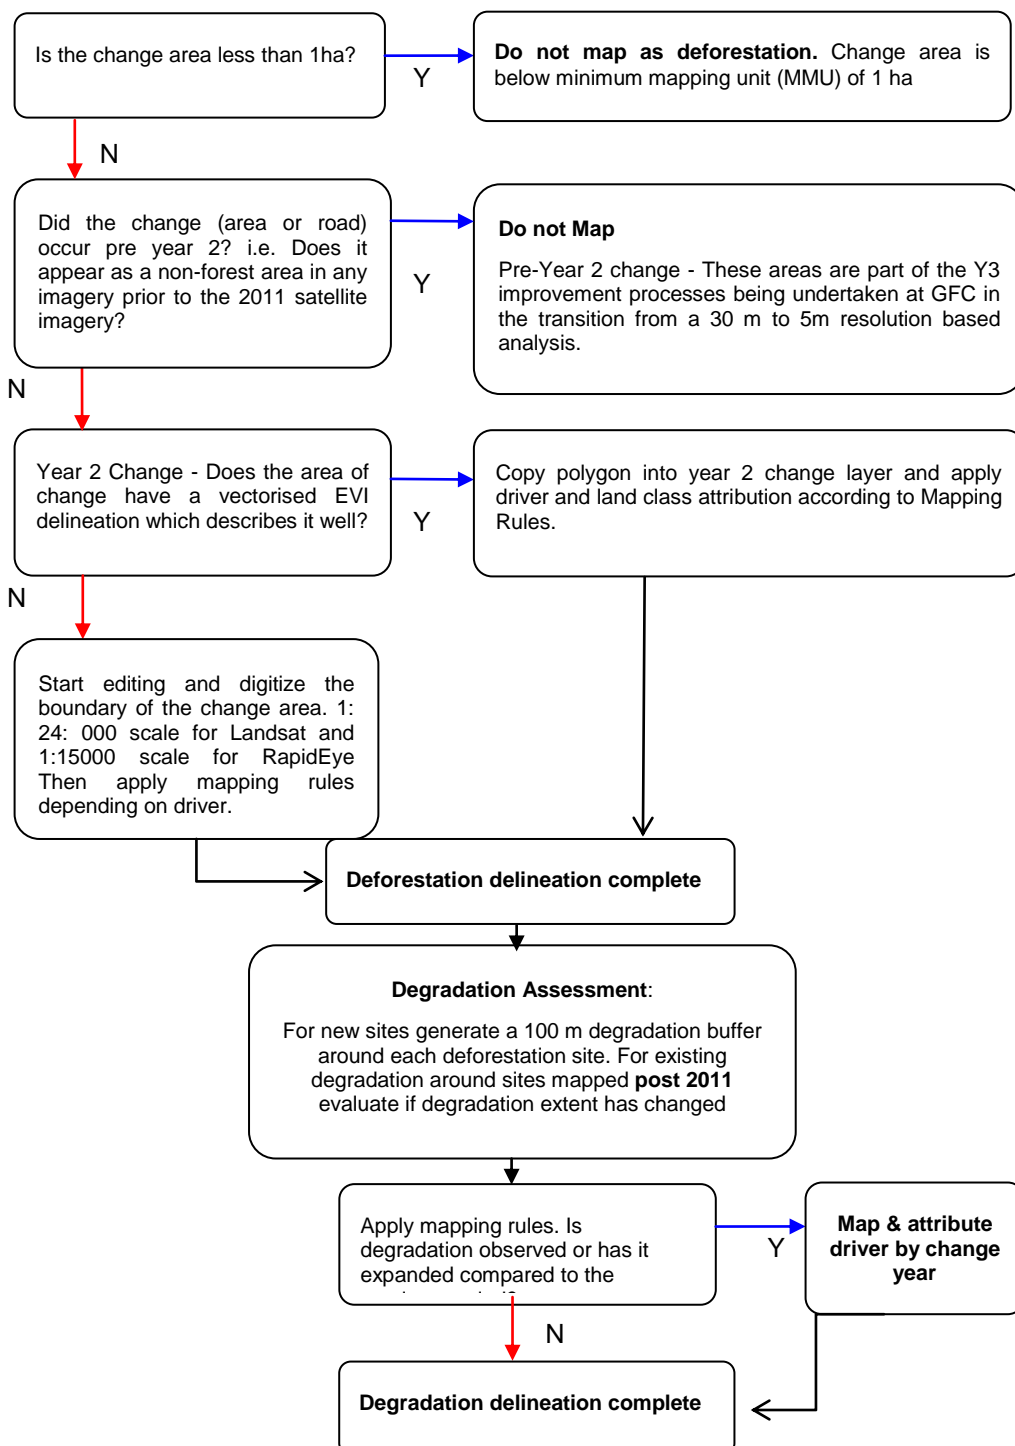 Is the change area less than 1ha?
Y
Do not map as deforestation. Change area is
below minimum mapping unit (MMU) of 1 ha
N
Did the change (area or road)
occur pre year 2? i.e. Does it
appear as a non-forest area in any
imagery prior to the 2011 satellite
imagery?
Y
Do not Map
Pre-Year 2 change - These areas are part of the Y3
improvement processes being undertaken at GFC in
the transition from a 30 m to 5m resolution based
analysis.
N
Year 2 Change - Does the area of
change have a vectorised EVI
delineation which describes it well?
Y
Copy polygon into year 2 change layer and apply
driver and land class attribution according to Mapping
Rules.
N
Start editing and digitize the
boundary of the change area. 1:
24: 000 scale for Landsat and
1:15000 scale for RapidEye
Then apply mapping rules
depending on driver.
Deforestation delineation complete
Degradation Assessment:
For new sites generate a 100 m degradation buffer
around each deforestation site. For existing
degradation around sites mapped post 2011
evaluate if degradation extent has changed
Apply mapping rules. Is
degradation observed or has it
expanded compared to the
Y
Map & attribute
driver by change
year
N
Degradation delineation complete